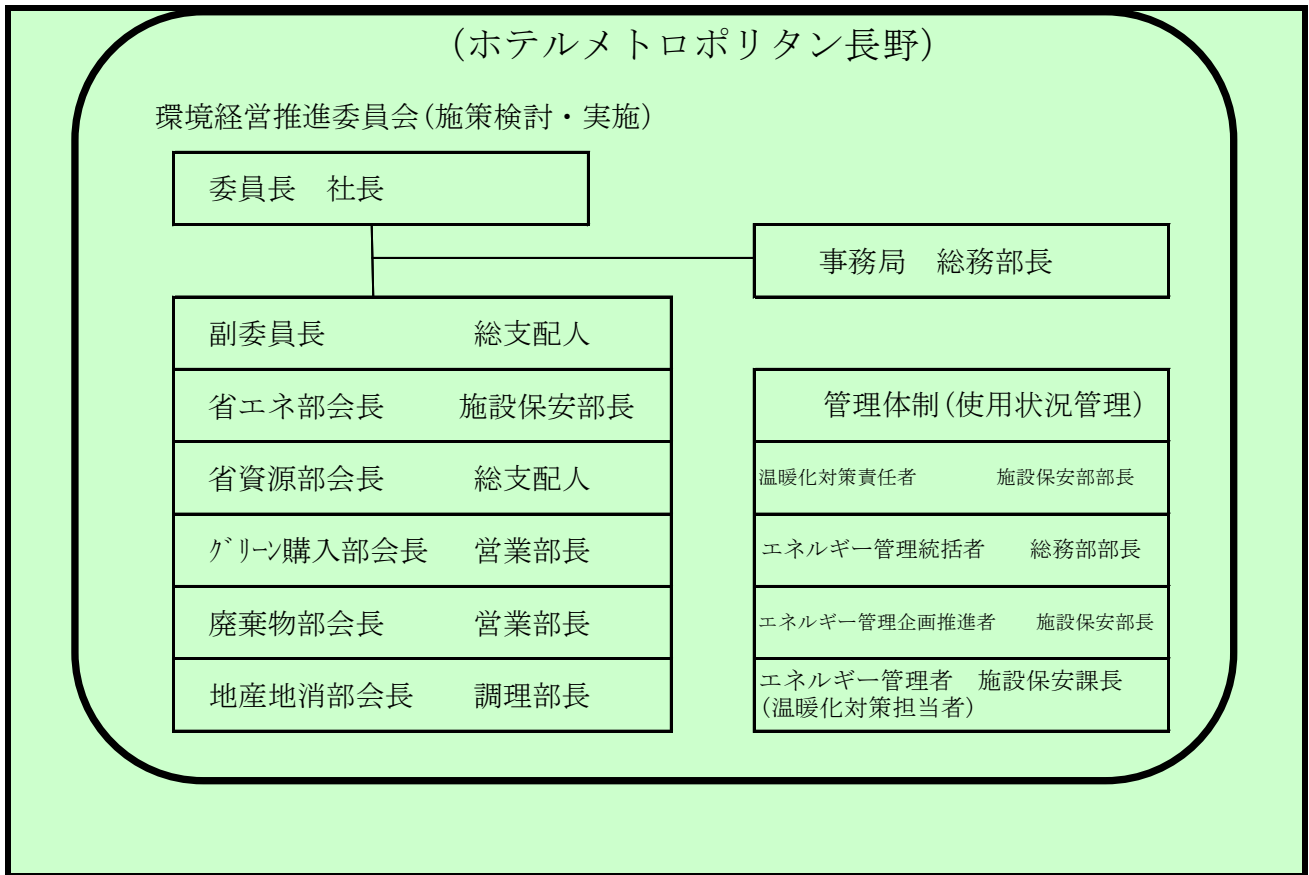 (ホテルメトロポリタン長野)
環境経営推進委員会(施策検討・実施)
委員長　社長
事務局　総務部長
副委員長　総支配人
省エネ部会長　施設保安部長
省資源部会長　総支配人
ｸﾞﾘｰﾝ購入部会長　営業部長
廃棄物部会長　営業部長
地産地消部会長　調理部長
管理体制(使用状況管理)
温暖化対策責任者　施設保安部部長
エネルギー管理統括者　総務部部長
エネルギー管理企画推進者　施設保安部長
エネルギー管理者　施設保安課長
(温暖化対策担当者)